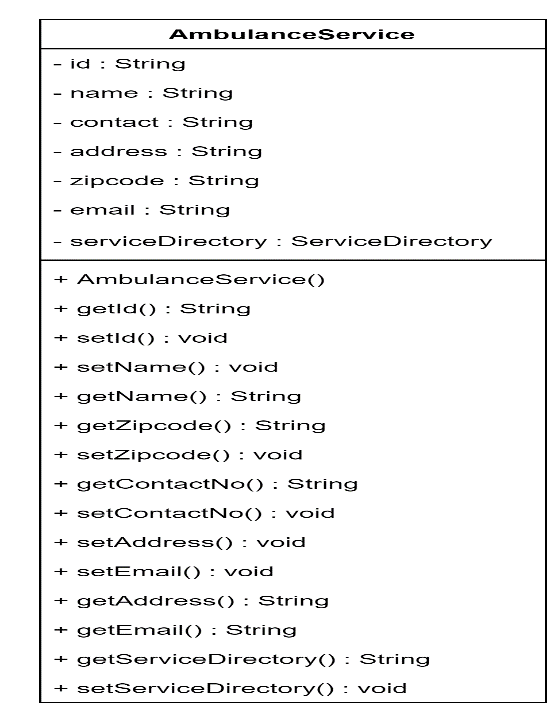 AmbulanceService
- id : String
- name : String
- contact : String
- address : String
- zipcode : String
- email : String
- serviceDirectory : ServiceDirectory
+ AmbulanceService()
+ getId() : String
+ setId() : void
+ setName() : void
+ getName() : String
+ getZipcode() : String
+ setZipcode() : void
+ getContactNo() : String
+ setContactNo() : void
+ setAddress() : void
+ setEmail() : void
+ getAddress() : String
+ getEmail() : String
+ getServiceDirectory() : String
+ setServiceDirectory() : void